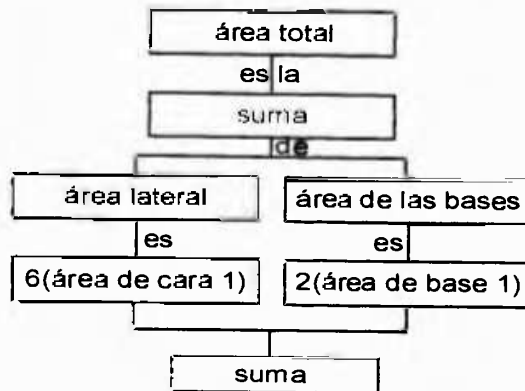 área total
es la
suma
de
área lateral
área de las bases
es
es
6(área de cara 1)
2(área de base 1)
suma